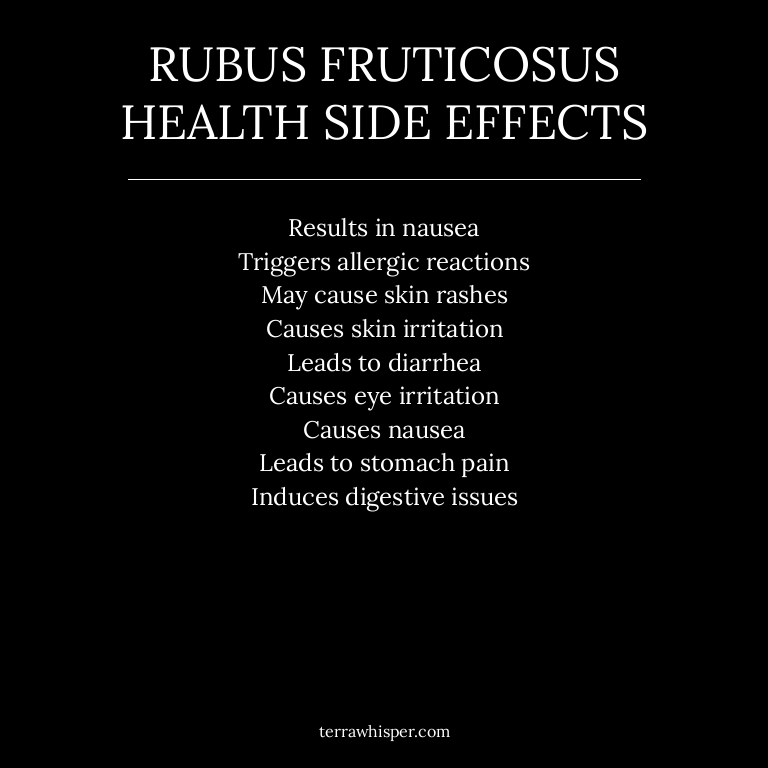 RUBUS FRUTICOSUS
HEALTH SIDE EFFECTS
Results in nausea
Triggers allergic reactions
May cause skin rashes
Causes skin irritation
Leads to diarrhea
Causes eye irritation
Causes nausea
Leads to stomach pain
Induces digestive issues
terrawhisper.com